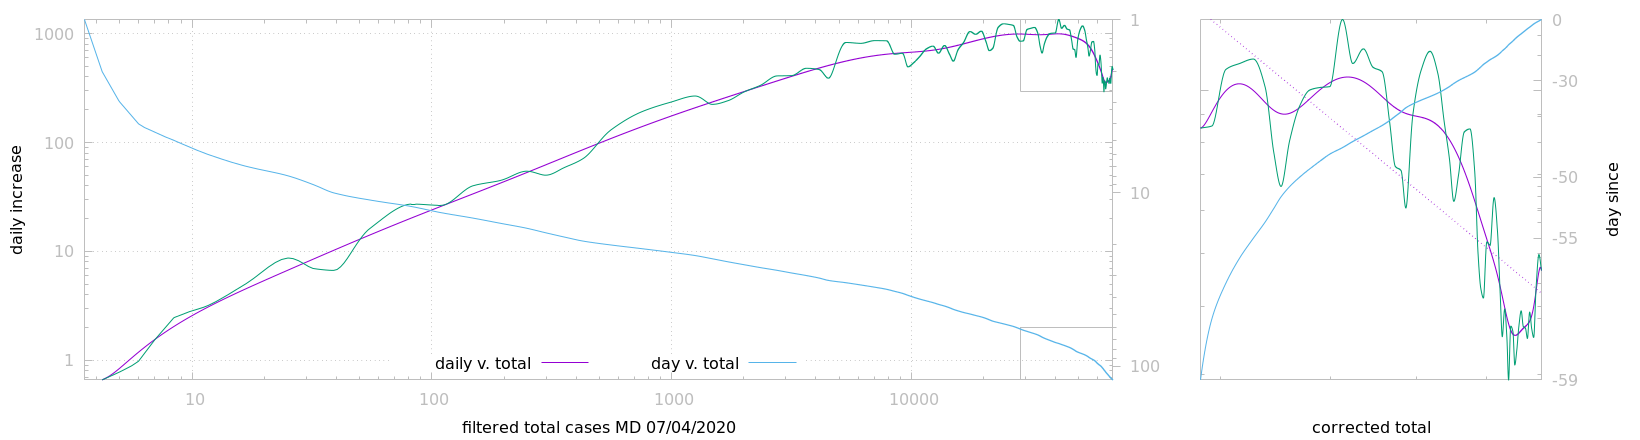 daily increase
1000
100
10
1
1
10
100
daily v. total
day v. total
10
100
1000
10000
filtered total cases MD 07/04/2020
0
-30
-50
-55
-59
day since
corrected total